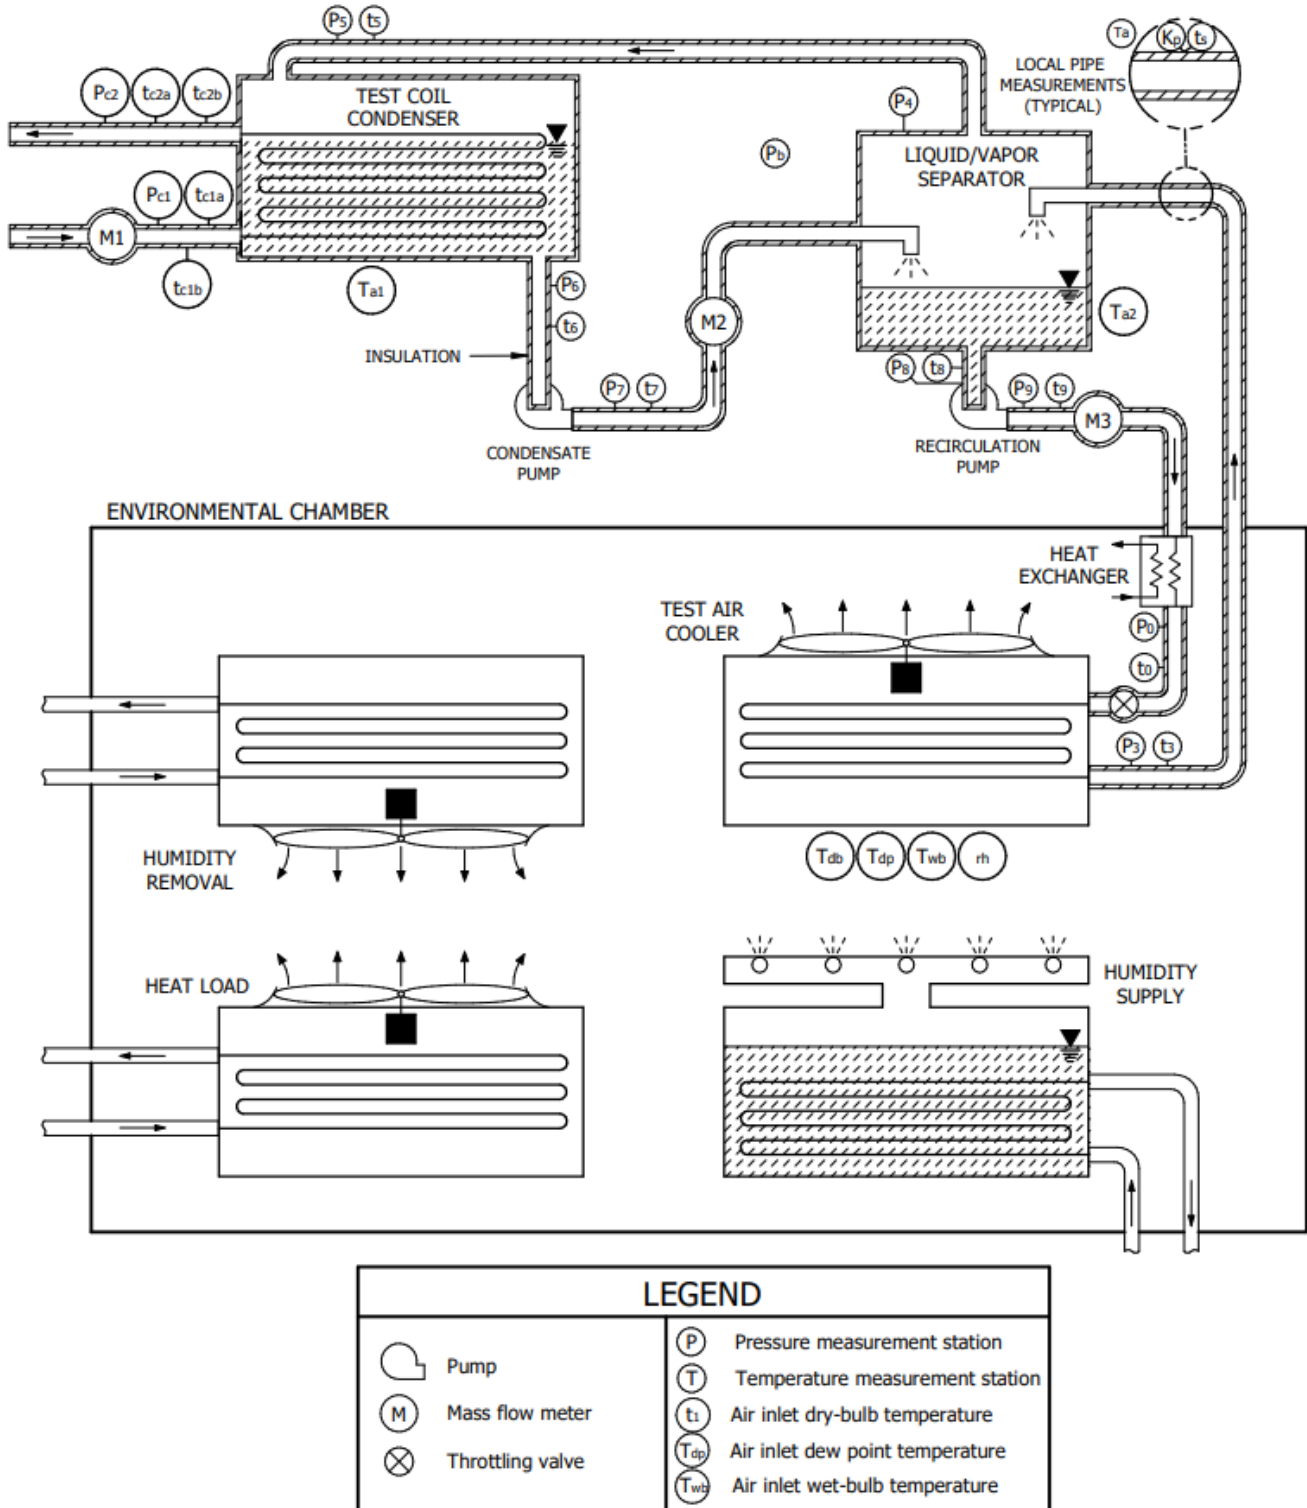 P5 t5
Ta Kp ts
LOCAL PIPE
MEASUREMENTS
(TYPICAL)
Pc2 tc2a tc2b
TEST COIL
CONDENSER
P4
Pb
LIQUID/VAPOR
SEPARATOR
Pc1 tc1a
M1
tc1b
Ta1
P6
t6
M2
Ta2
INSULATION
P7 t7
P8 t8
P9 t9
M3
CONDENSATE
PUMP
RECIRCULATION
PUMP
ENVIRONMENTAL CHAMBER
HEAT
EXCHANGER
TEST AIR
COOLER
P0
t0
P3 t3
HUMIDITY
REMOVAL
Tdb Tdp Twb rh
HEAT LOAD
HUMIDITY
SUPPLY
LEGEND
P Pressure measurement station
Pump
T Temperature measurement station
M Mass flow meter
t1 Air inlet dry-bulb temperature
Tdp Air inlet dew point temperature
Throttling valve
Twb Air inlet wet-bulb temperature